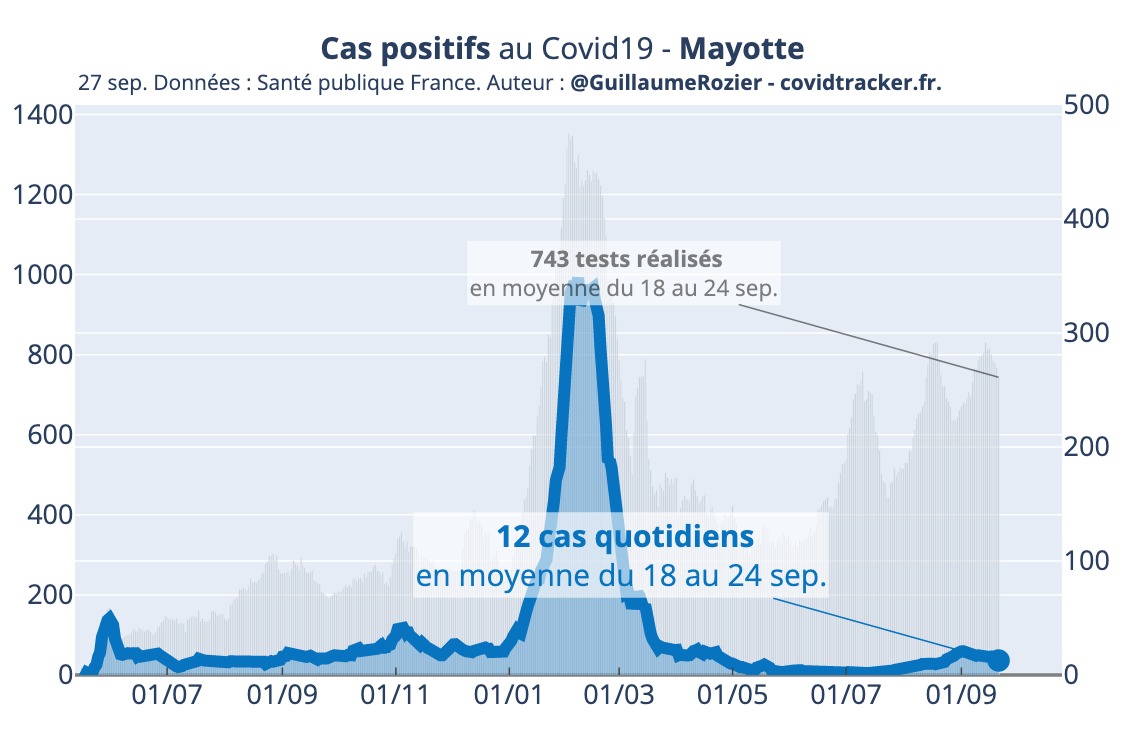 Cas positifs au Covid19 - Mayotte
27 sep. Données : Santé publique France. Auteur : @GuillaumeRozier - covidtracker.fr.
1400
1200
1000
800
600
400
200
0
500
400
300
200
100
0
743 tests réalisés
en moyenne du 18 au 24 sep.
12 cas quotidiens
en moyenne du 18 au 24 sep.
01/07 01/09 01/11 01/01 01/03 01/05 01/07 01/09